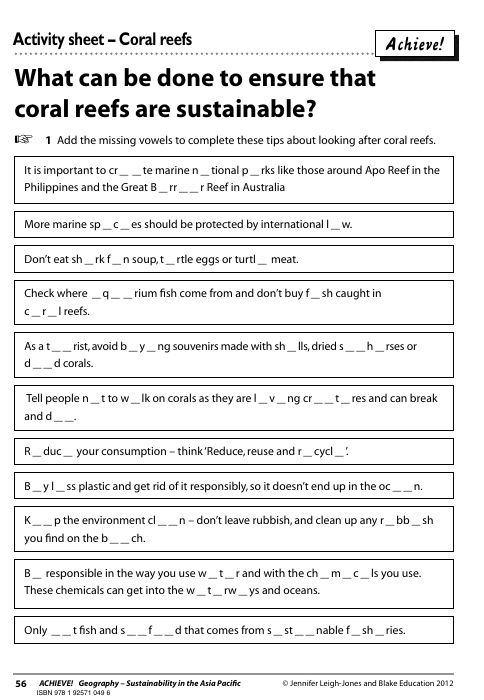 Activity sheet – Coral reefs
Achieve!
What can be done to ensure that
coral reefs are sustainable?
1 Add the missing vowels to complete these tips about looking after coral reefs.
It is important to cr _ _ te marine n _ tional p _ rks like those around Apo Reef in the
Philippines and the Great B _ rr _ _ r Reef in Australia
More marine sp _ c _ es should be protected by international l _ w.
Don't eat sh _ rk f _ n soup, t _ rtle eggs or turtl _ meat.
Check where _ q _ _ rium fish come from and don't buy f _ sh caught in
c _ r _ l reefs.
As a t _ _ rist, avoid b _ y _ ng souvenirs made with sh _ lls, dried s _ _ h _ rses or
d _ _ d corals.
Tell people n _ t to w _ lk on corals as they are l _ v _ ng cr _ _ t _ res and can break
and d _ _.
R _ duc _ your consumption – think 'Reduce, reuse and r _ cycl _ '.
B _ y l _ ss plastic and get rid of it responsibly, so it doesn't end up in the oc _ _ n.
K _ _ p the environment cl _ _ n – don't leave rubbish, and clean up any r _ bb _ sh
you find on the b _ _ ch.
B _ responsible in the way you use w _ t _ r and with the ch _ m _ c _ ls you use.
These chemicals can get into the w _ t _ rw _ ys and oceans.
Only _ _ t fish and s _ _ f _ _ d that comes from s _ st _ _ nable f _ sh _ ries.
56 ACHIEVE! Geography – Sustainability in the Asia Pacific © Jennifer Leigh-Jones and Blake Education 2012
ISBN 978 1 92571 049 6